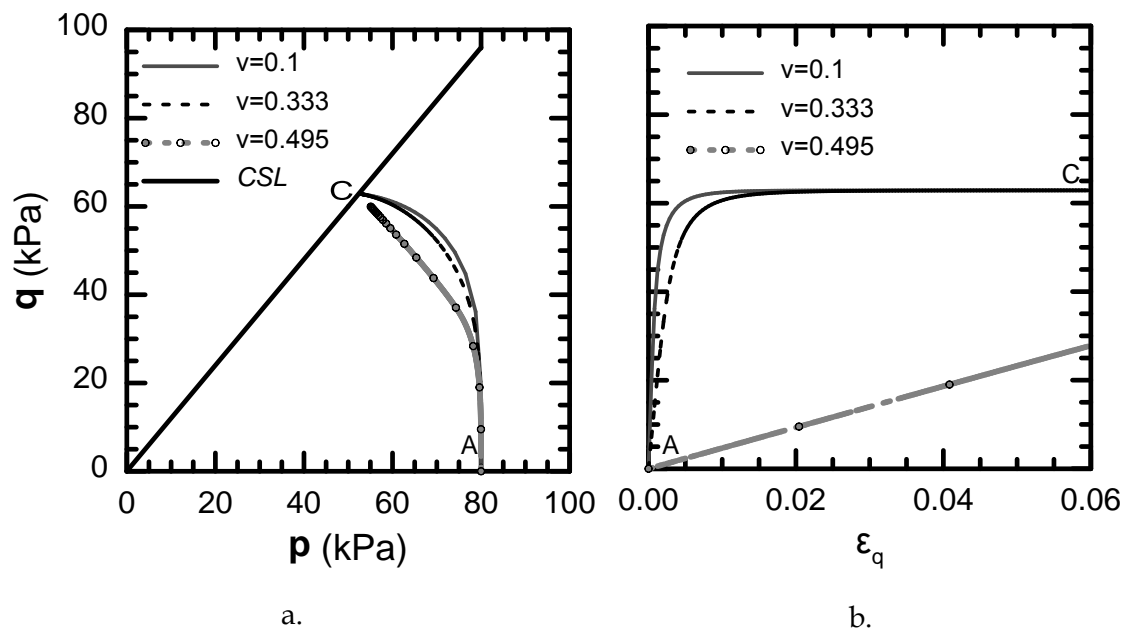 100
80
60
40
20
0
q (kPa)
v=0.1
v=0.333
v=0.495
CSL
C
A
0 20 40 60 80 100
p (kPa)
a.
v=0.1
v=0.333
v=0.495
C
A
0.00 0.02 0.04 0.06
εq
b.